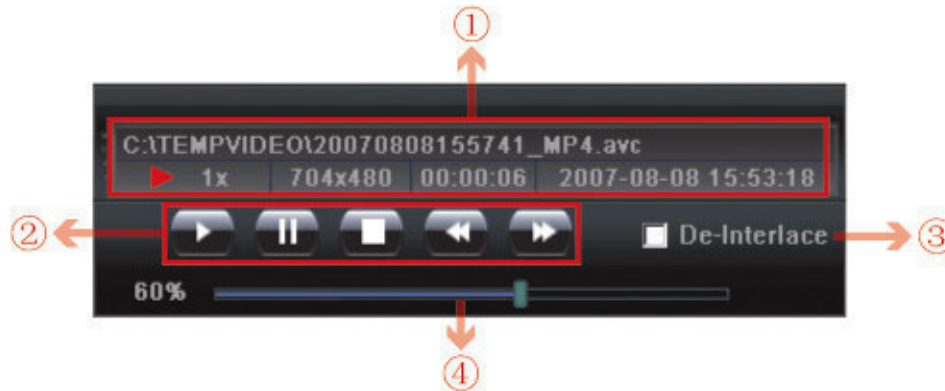 ①
C:\TEMPVIDEO\20070808155741_MP4.avc
1x 704x480 00:00:06 2007-08-08 15:53:18
②
De-Interlace
③
60%
④